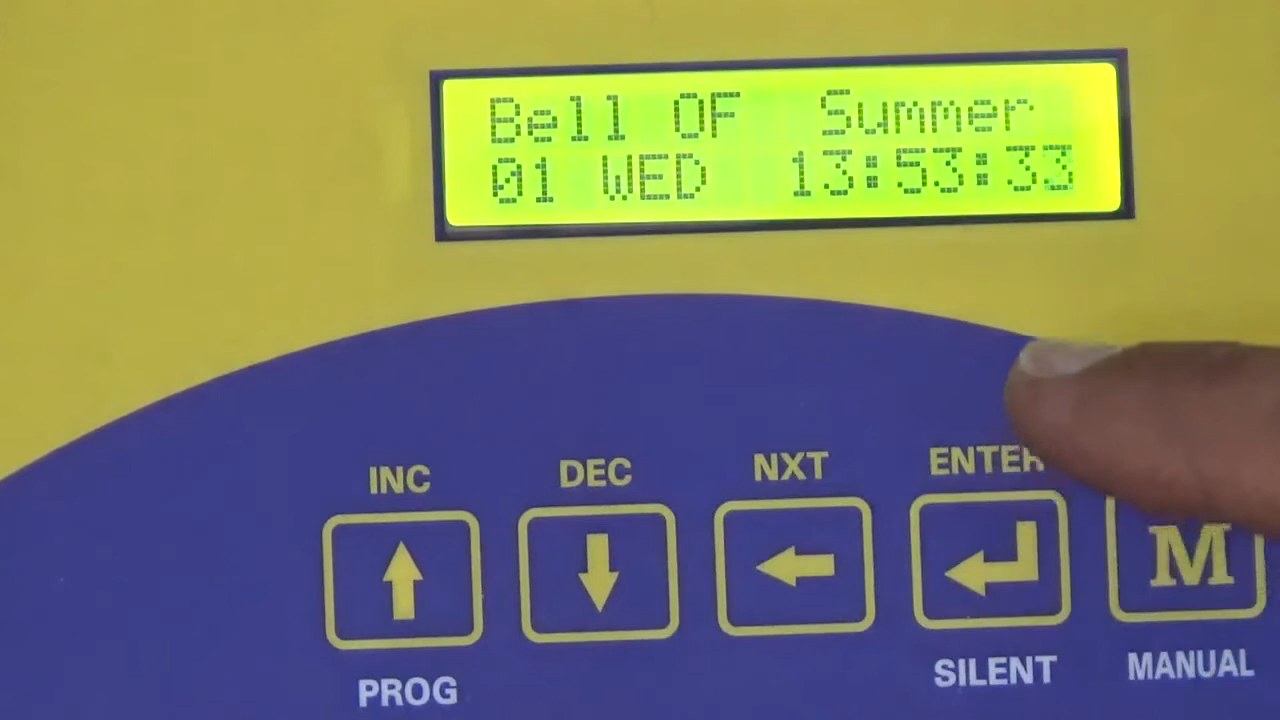 Bell OF Summer
01 WED 13:53:33
INC DEC NXT ENTER
M
PROG SILENT MANUAL